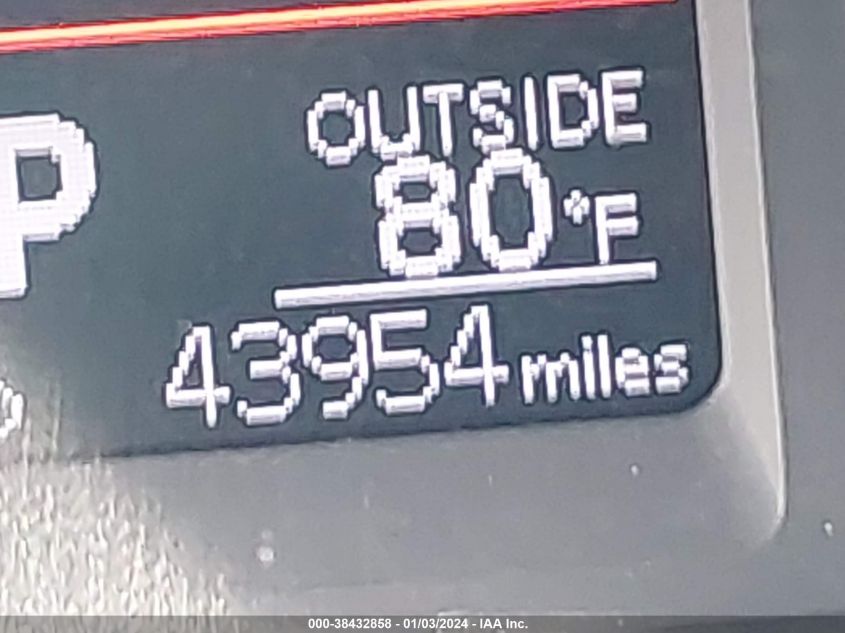 OUTSIDE
P
80°F
43954 miles
000-38432858 - 01/03/2024 - IAA Inc.